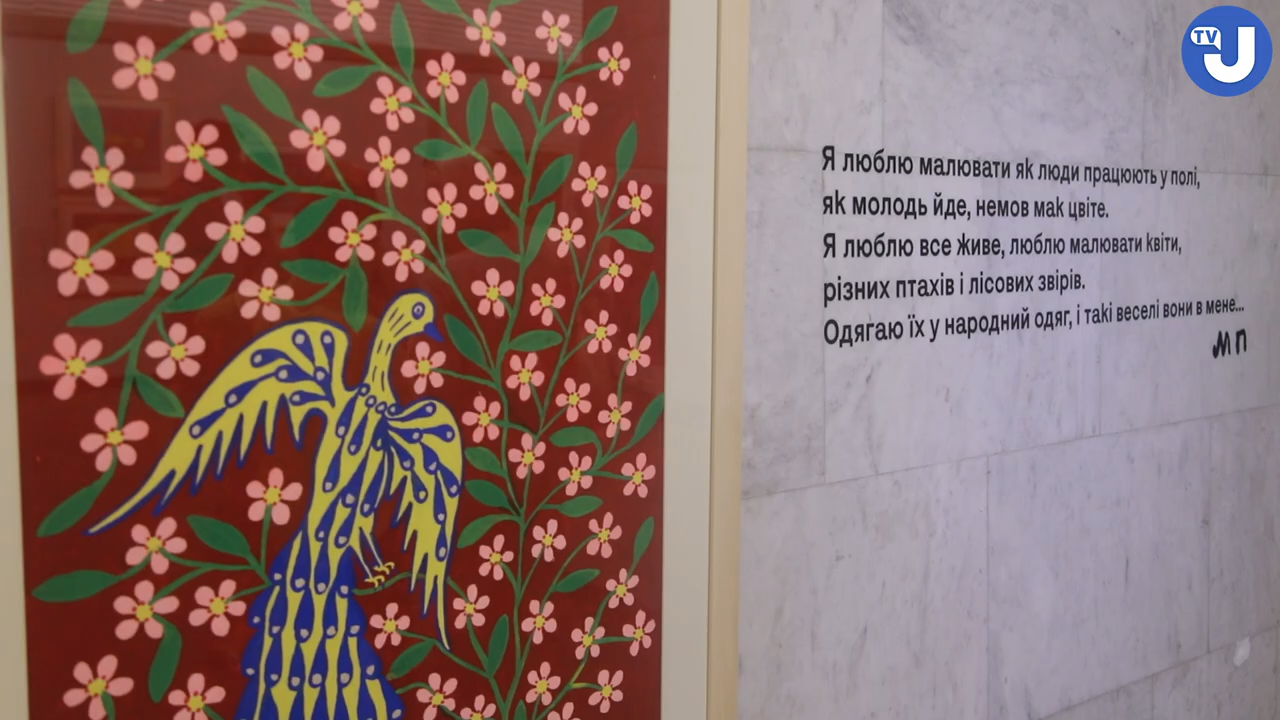 TV U
Я люблю малювати як люди працюють у полі,
як молодь йде, немов мак цвіте.
Я люблю все живе, люблю малювати квіти,
різних птахів і лісових звірів.
Одягаю їх у народний одяг, і такі веселі вони в мене...
МП